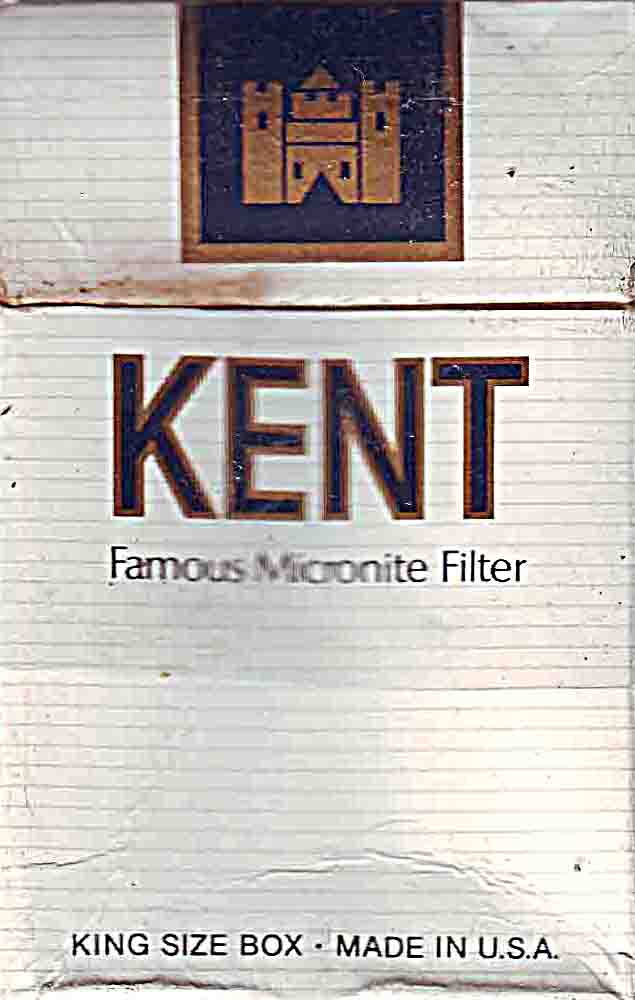 KENT
Famous Micronite Filter
KING SIZE BOX · MADE IN U.S.A.